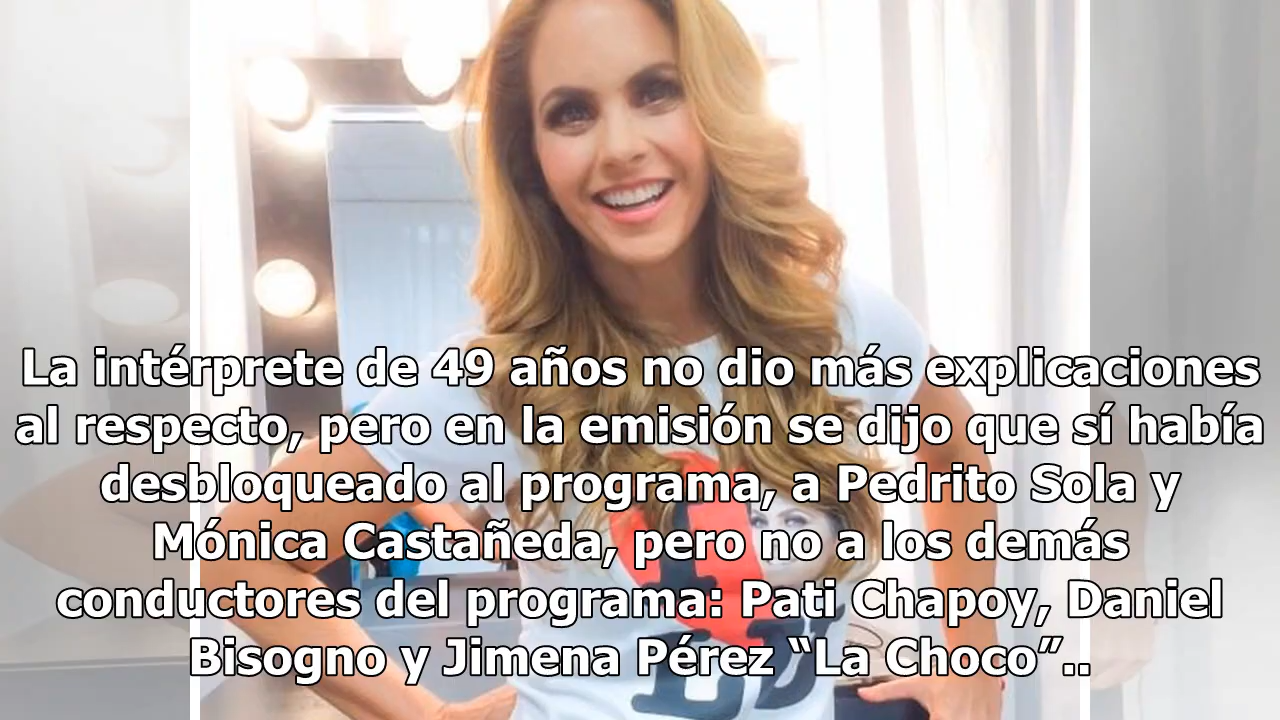 La intérprete de 49 años no dio más explicaciones
al respecto, pero en la emisión se dijo que sí había
desbloqueado al programa, a Pedrito Sola y
Mónica Castañeda, pero no a los demás
conductores del programa: Pati Chapoy, Daniel
Bisogno y Jimena Pérez “La Choco”..